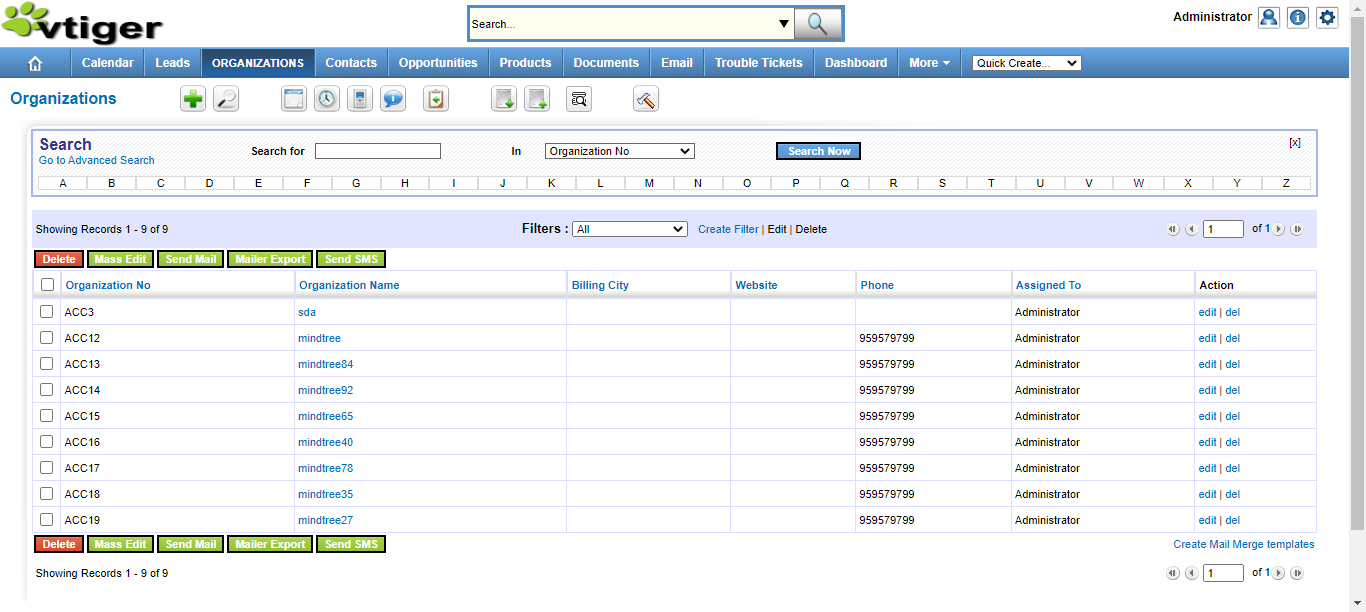 vtiger
Search...
Administrator
Calendar Leads ORGANIZATIONS Contacts Opportunities Products Documents Email Trouble Tickets Dashboard More Quick Create...
Organizations
Search
Go to Advanced Search
Search for In Organization No Search Now [x]
A B C D E F G H I J K L M N O P Q R S T U V W X Y Z
Showing Records 1 - 9 of 9 Filters : All Create Filter | Edit | Delete 1 of 1
Delete Mass Edit Send Mail Mailer Export Send SMS
Organization No Organization Name Billing City Website Phone Assigned To Action
ACC3 sda Administrator edit | del
ACC12 mindtree 959579799 Administrator edit | del
ACC13 mindtree84 959579799 Administrator edit | del
ACC14 mindtree92 959579799 Administrator edit | del
ACC15 mindtree65 959579799 Administrator edit | del
ACC16 mindtree40 959579799 Administrator edit | del
ACC17 mindtree78 959579799 Administrator edit | del
ACC18 mindtree35 959579799 Administrator edit | del
ACC19 mindtree27 959579799 Administrator edit | del
Delete Mass Edit Send Mail Mailer Export Send SMS Create Mail Merge templates
Showing Records 1 - 9 of 9 1 of 1